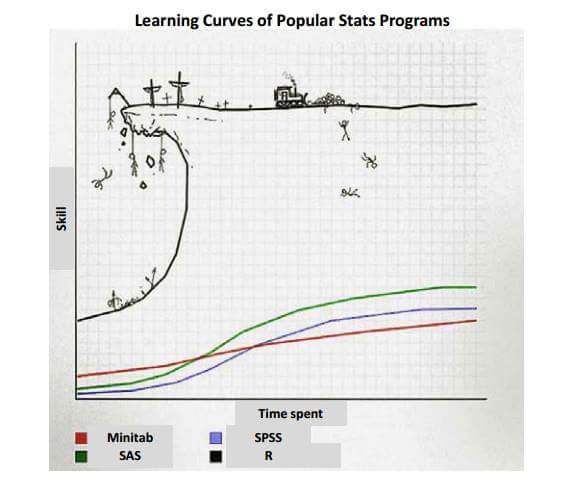 Learning Curves of Popular Stats Programs
Skill
Time spent
Minitab
SPSS
SAS
R